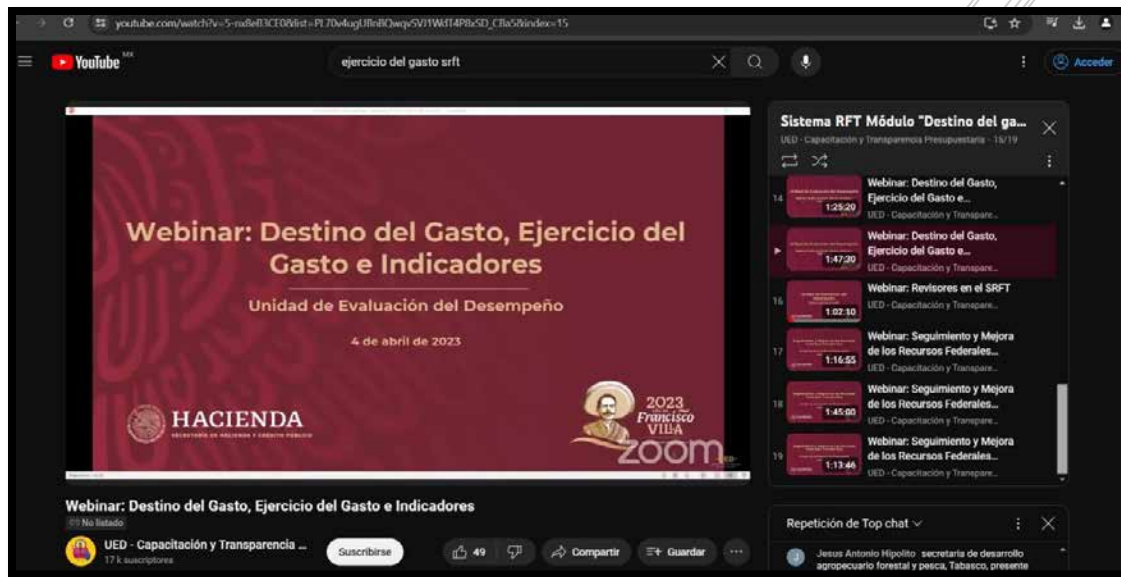 youtube.com/watch?v=5-nx8eB3CE0&list=PL70v4ugUBnBQwqv5VJ1WdT4P8x5D_CBa5&index=15
YouTube MX
ejercicio del gasto srft
Acceder
Webinar: Destino del Gasto, Ejercicio del
Gasto e Indicadores
Unidad de Evaluación del Desempeño
4 de abril de 2023
HACIENDA
SECRETARÍA DE HACIENDA Y CRÉDITO PÚBLICO
2023
Francisco
VILLA
zoom
Webinar: Destino del Gasto, Ejercicio del Gasto e Indicadores
No listado
UED - Capacitación y Transparencia ...
17 k suscriptores
Suscribirse
49
Compartir
Guardar
Sistema RFT Módulo "Destino del ga...
UED - Capacitación y Transparencia Presupuestaria - 15/19
14
1:25:20
Webinar: Destino del Gasto,
Ejercicio del Gasto e...
UED - Capacitación y Transpare...
1:47:30
Webinar: Destino del Gasto,
Ejercicio del Gasto e...
UED - Capacitación y Transpare...
16
1:02:10
Webinar: Revisores en el SRFT
UED - Capacitación y Transpare...
17
1:16:55
Webinar: Seguimiento y Mejora
de los Recursos Federales...
UED - Capacitación y Transpare...
18
1:45:00
Webinar: Seguimiento y Mejora
de los Recursos Federales...
UED - Capacitación y Transpare...
19
1:13:46
Webinar: Seguimiento y Mejora
de los Recursos Federales...
UED - Capacitación y Transpare...
Repetición de Top chat
J
Jesus Antonio Hipolito secretaria de desarrollo
agropecuario forestal y pesca, Tabasco, presente